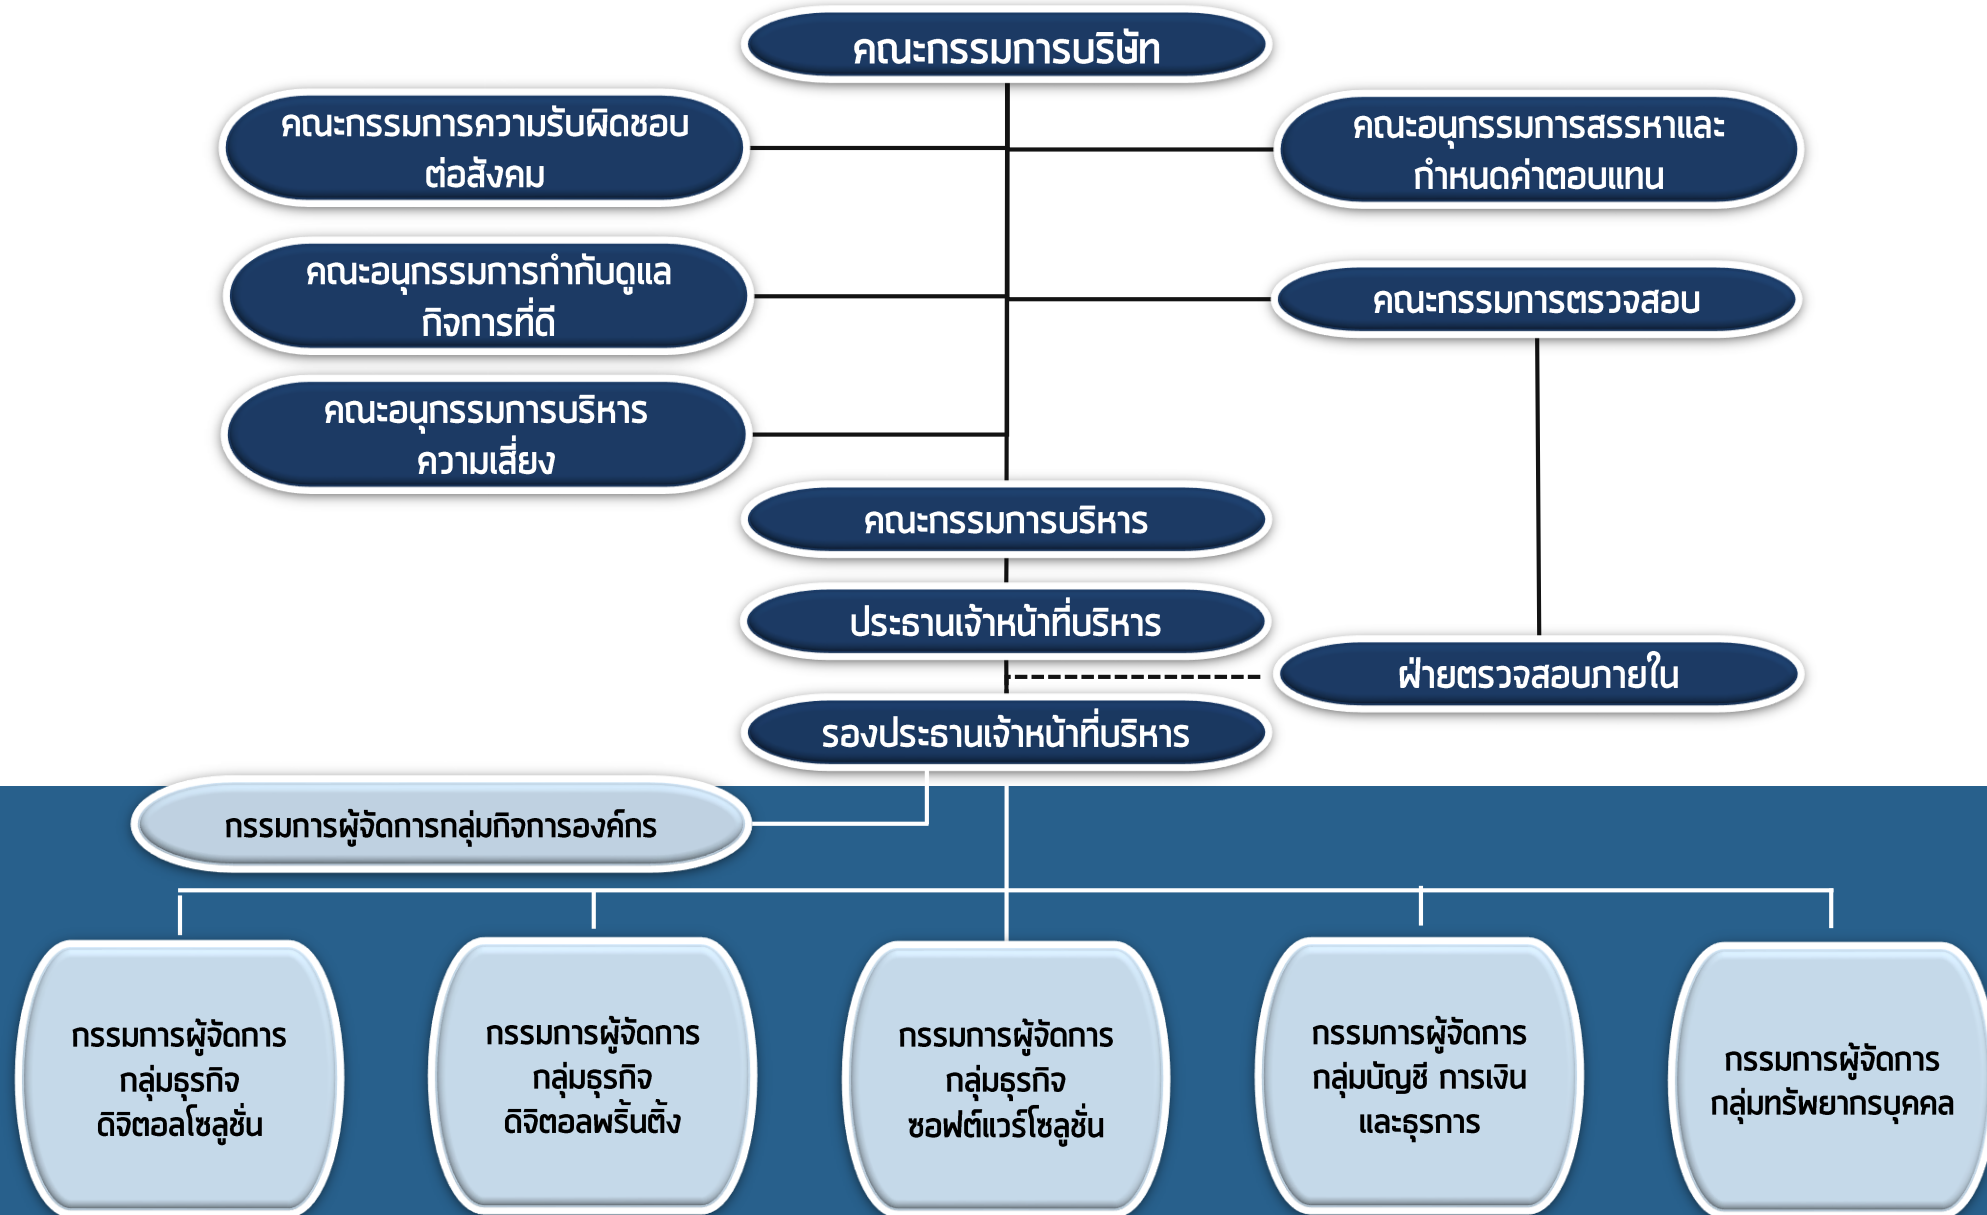 คณะกรรมการบริษัท
คณะกรรมการความรับผิดชอบ
ต่อสังคม
คณะอนุกรรมการสรรหาและ
กำหนดค่าตอบแทน
คณะอนุกรรมการกำกับดูแล
กิจการที่ดี
คณะกรรมการตรวจสอบ
คณะอนุกรรมการบริหาร
ความเสี่ยง
คณะกรรมการบริหาร
ประธานเจ้าหน้าที่บริหาร
ฝ่ายตรวจสอบภายใน
รองประธานเจ้าหน้าที่บริหาร
กรรมการผู้จัดการกลุ่มกิจการองค์กร
กรรมการผู้จัดการ
กลุ่มธุรกิจ
ดิจิตอลโซลูชั่น
กรรมการผู้จัดการ
กลุ่มธุรกิจ
ดิจิตอลพริ้นติ้ง
กรรมการผู้จัดการ
กลุ่มธุรกิจ
ซอฟต์แวร์โซลูชั่น
กรรมการผู้จัดการ
กลุ่มบัญชี การเงิน
และธุรการ
กรรมการผู้จัดการ
กลุ่มทรัพยากรบุคคล